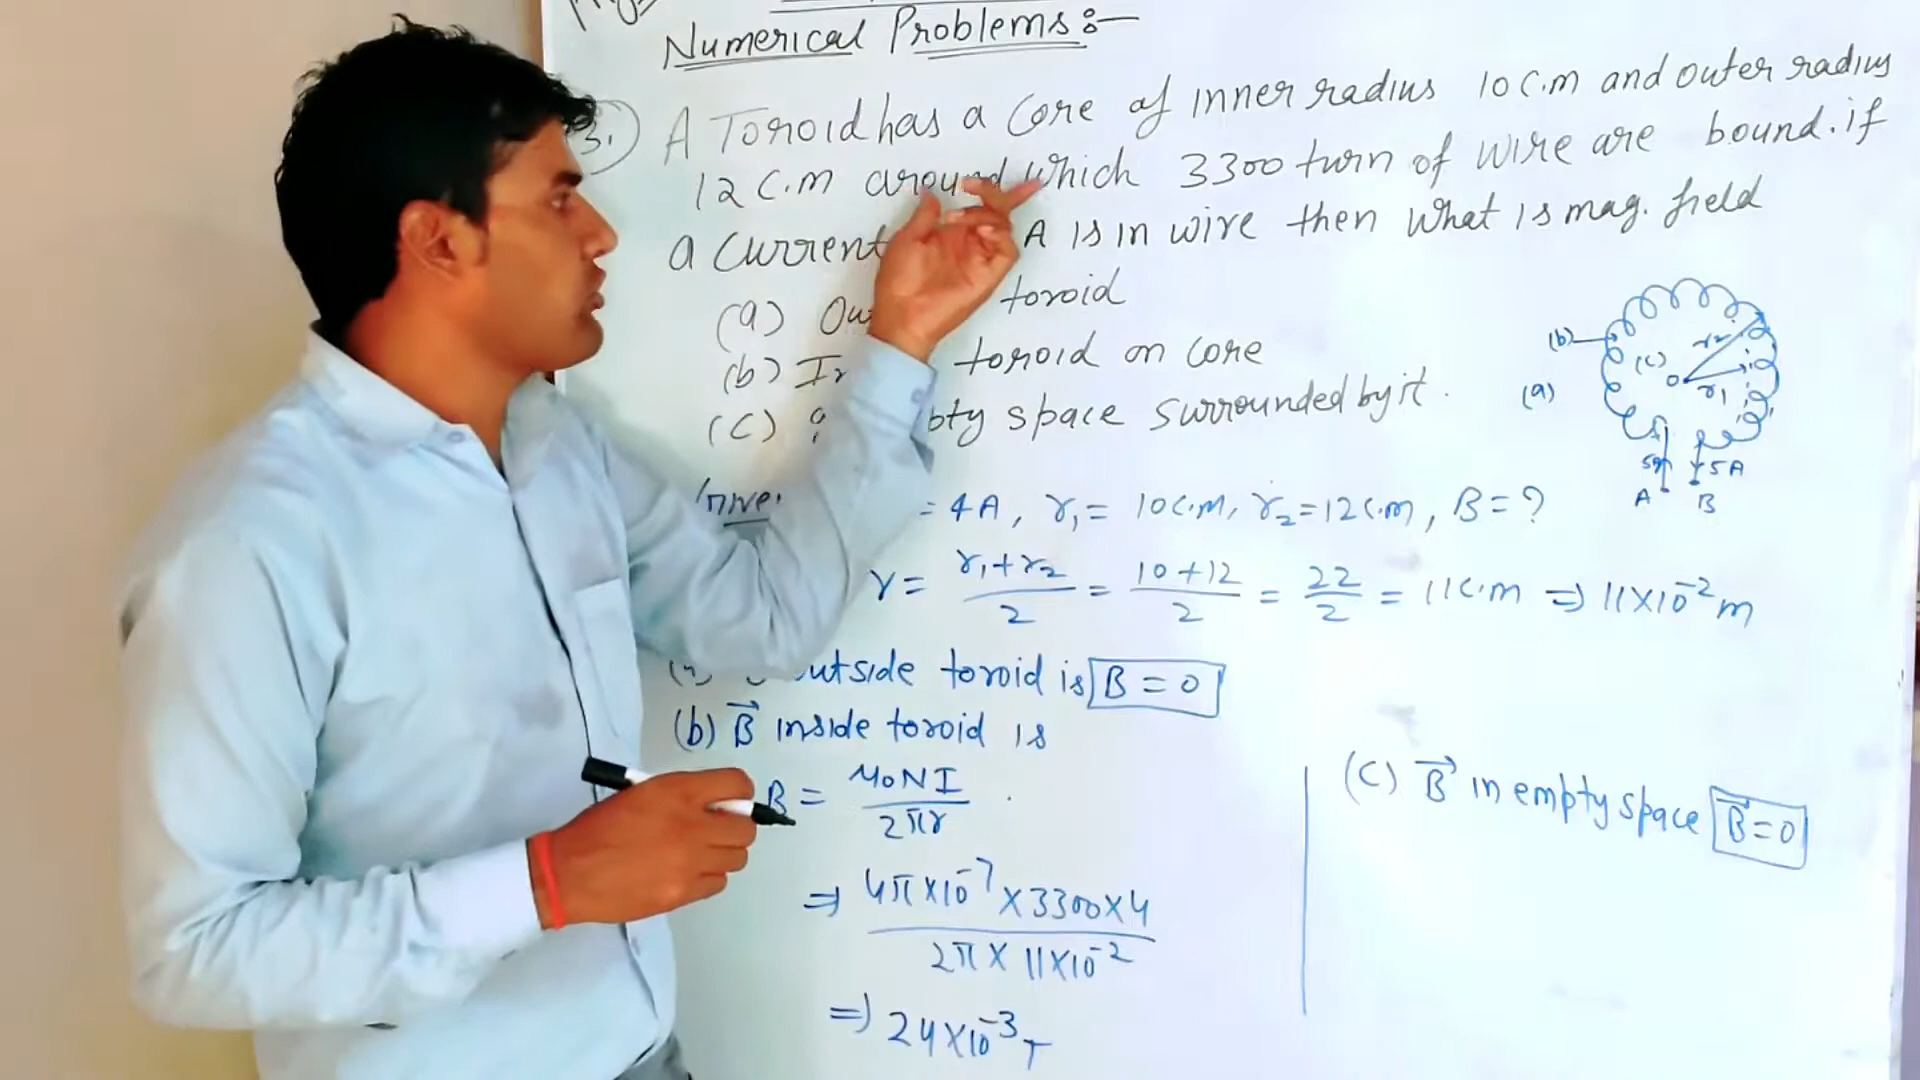 Numerical Problems:—
3.) A Toroid has a Core of inner radius 10 C.m and outer radius
12 C.m around which 3300 turn of wire are bound. if
a Current A is in wire then What is mag. field
(a) toroid
(b) toroid on Core
(C) space surrounded by it.
= 4A, r₁ = 10 C.m, r₂ = 12 C.m, B = ?
r = (r₁+r₂)/2 = (10+12)/2 = 22/2 = 11 C.m ⇒ 11×10⁻² m
outside toroid is B = 0
(b) B⃗ inside toroid is
B = μ₀NI/2πr
⇒ 4π×10⁻⁷×3300×4 / 2π×11×10⁻²
⇒ 24×10⁻³ T
(C) B⃗ in empty space B⃗=0
(b)
(a)
(c)
r₂
O
r₁
5A
A
B